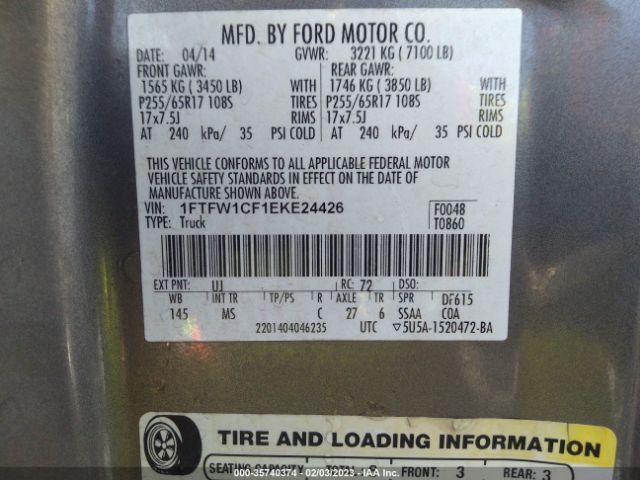 MFD. BY FORD MOTOR CO.
DATE: 04/14 GVWR: 3221 KG ( 7100 LB)
FRONT GAWR: REAR GAWR:
1565 KG ( 3450 LB) WITH 1746 KG ( 3850 LB) WITH
P255/65R17 108S TIRES P255/65R17 108S TIRES
17x7.5J RIMS 17x7.5J RIMS
AT 240 kPa/ 35 PSI COLD AT 240 kPa/ 35 PSI COLD
THIS VEHICLE CONFORMS TO ALL APPLICABLE FEDERAL MOTOR
VEHICLE SAFETY STANDARDS IN EFFECT ON THE DATE OF
MANUFACTURE SHOWN ABOVE.
VIN: 1FTFW1CF1EKE24426 F0048
TYPE: Truck T0860
EXT PNT: UJ RC: 72 DSO:
WB INT TR TP/PS R AXLE TR SPR DF615
145 MS C 27 6 SSAA COA
2201404046235 UTC ▽5U5A-1520472-BA
TIRE AND LOADING INFORMATION
SEATING CAPACITY TOTAL FRONT: 3 REAR: 3
Stock #: 000-35740374 | 02/03/2023 | IAA, Inc.